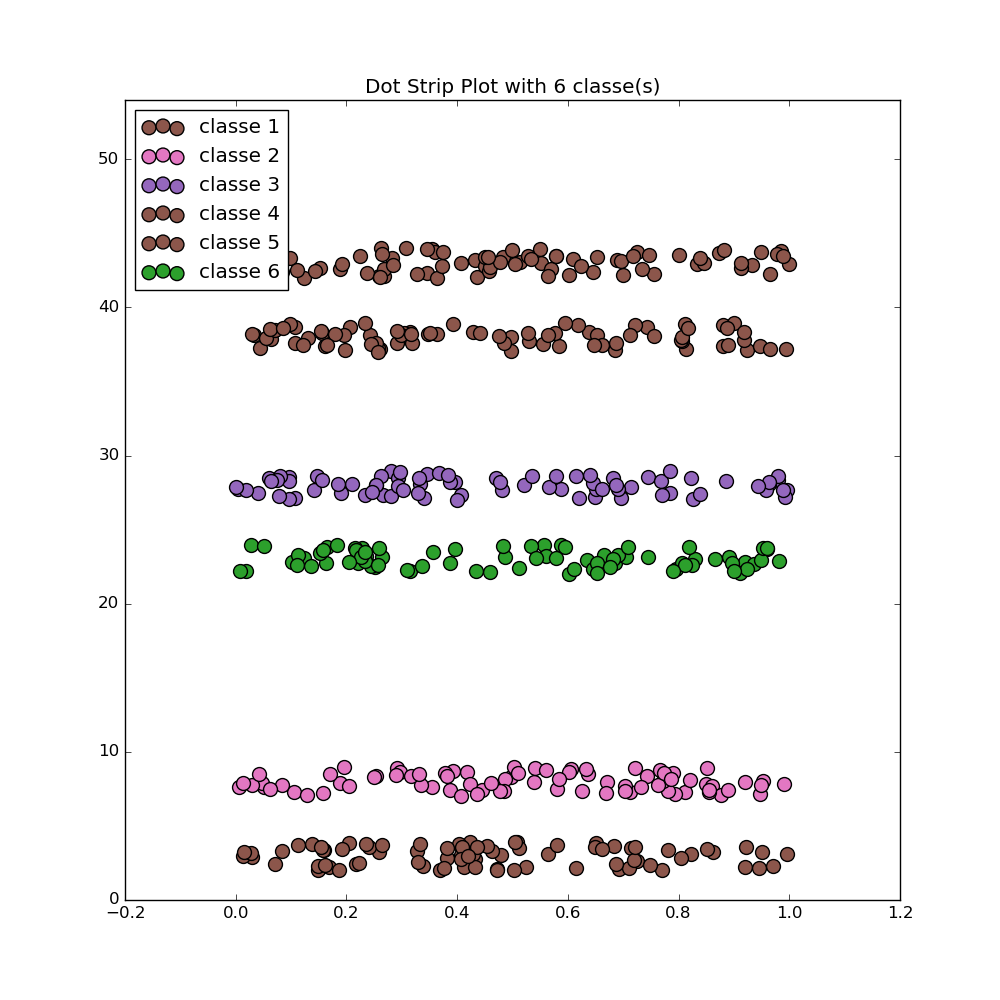 Dot Strip Plot with 6 classe(s)
classe 1
classe 2
classe 3
classe 4
classe 5
classe 6
50
40
30
20
10
0
−0.2 0.0 0.2 0.4 0.6 0.8 1.0 1.2